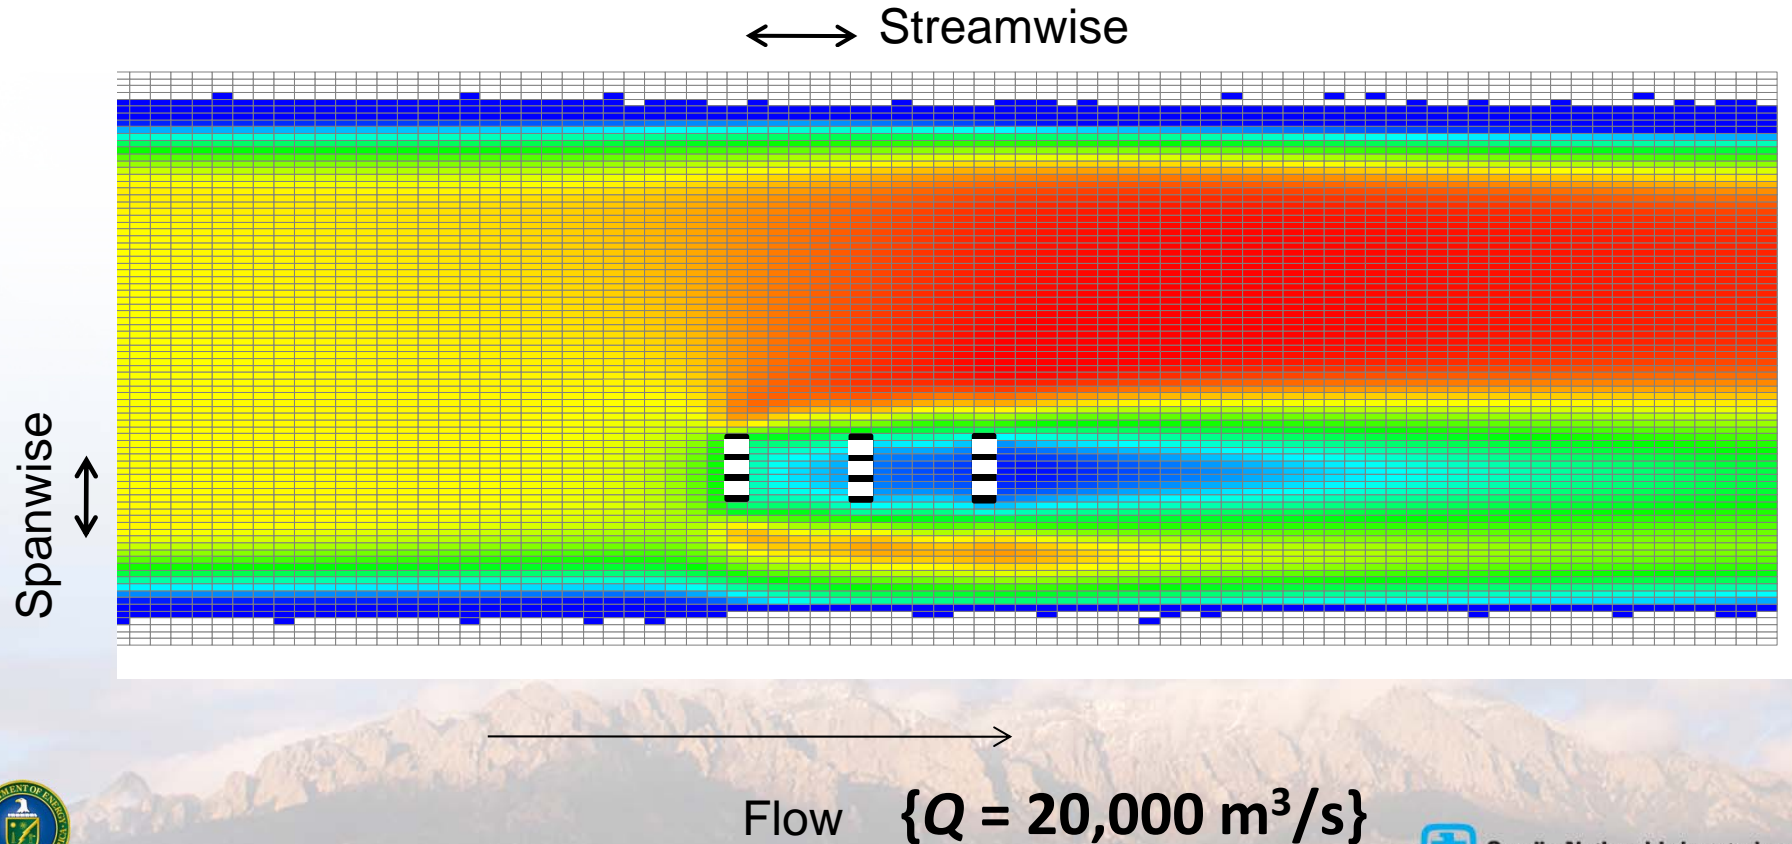 Streamwise
Spanwise
Flow {Q = 20,000 m³/s}